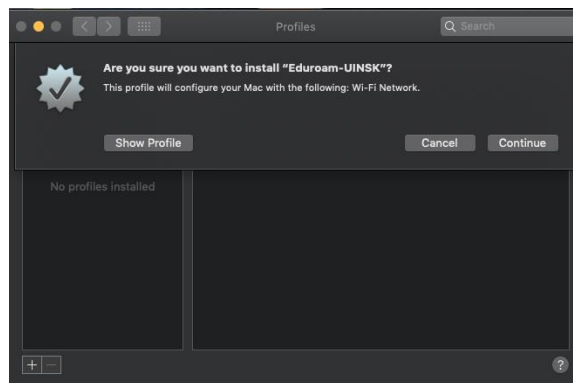 Profiles
Search
Are you sure you want to install “Eduroam-UINSK”?
This profile will configure your Mac with the following: Wi-Fi Network.
Show Profile
Cancel
Continue
No profiles installed
+
−
?